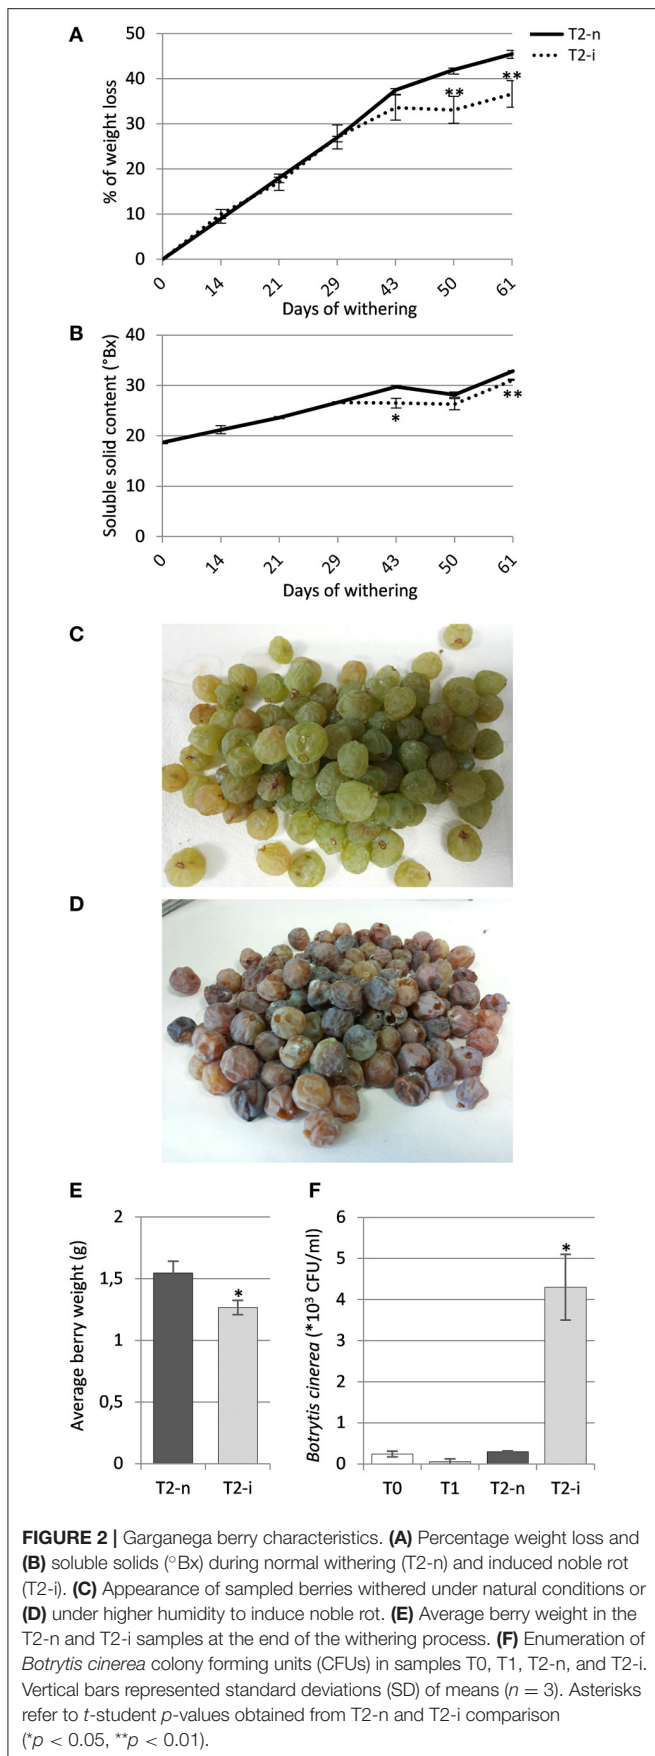 A
50
40
30
20
10
0
% of weight loss
T2-n
T2-i
**
**
0
14
21
29
43
50
61
Days of withering
B
40
30
20
10
0
Soluble solid content (°Bx)
*
**
0
14
21
29
43
50
61
Days of withering
C
D
E
2
1,5
1
0,5
0
Average berry weight (g)
*
T2-n
T2-i
F
6
5
4
3
2
1
0
Botrytis cinerea (*10³ CFU/ml)
*
T0
T1
T2-n
T2-i
FIGURE 2 | Garganega berry characteristics. (A) Percentage weight loss and
(B) soluble solids (°Bx) during normal withering (T2-n) and induced noble rot
(T2-i). (C) Appearance of sampled berries withered under natural conditions or
(D) under higher humidity to induce noble rot. (E) Average berry weight in the
T2-n and T2-i samples at the end of the withering process. (F) Enumeration of
Botrytis cinerea colony forming units (CFUs) in samples T0, T1, T2-n, and T2-i.
Vertical bars represented standard deviations (SD) of means (n = 3). Asterisks
refer to t-student p-values obtained from T2-n and T2-i comparison
(*p < 0.05, **p < 0.01).